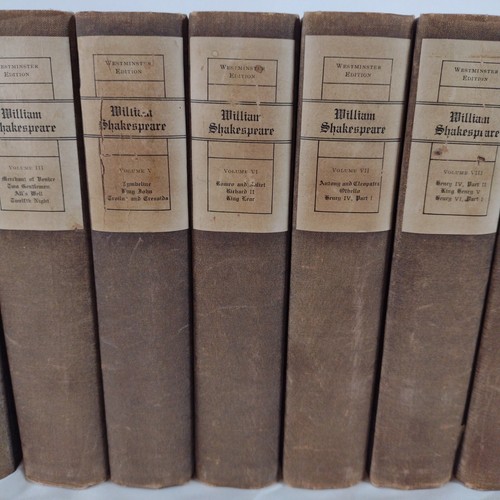 Westminster
Edition
William
Shakespeare
Volume III
Merchant of Venice
Two Gentlemen
All's Well
Twelfth Night
Westminster
Edition
William
Shakespeare
Volume V
Cymbeline
King John
Troilus and Cressida
Westminster
Edition
William
Shakespeare
Volume VI
Romeo and Juliet
Richard II
King Lear
Westminster
Edition
William
Shakespeare
Volume VII
Antony and Cleopatra
Othello
Henry IV, Part I
Westminster
Edition
William
Shakespeare
Volume VIII
Henry IV, Part II
King Henry V
Henry VI, Part I